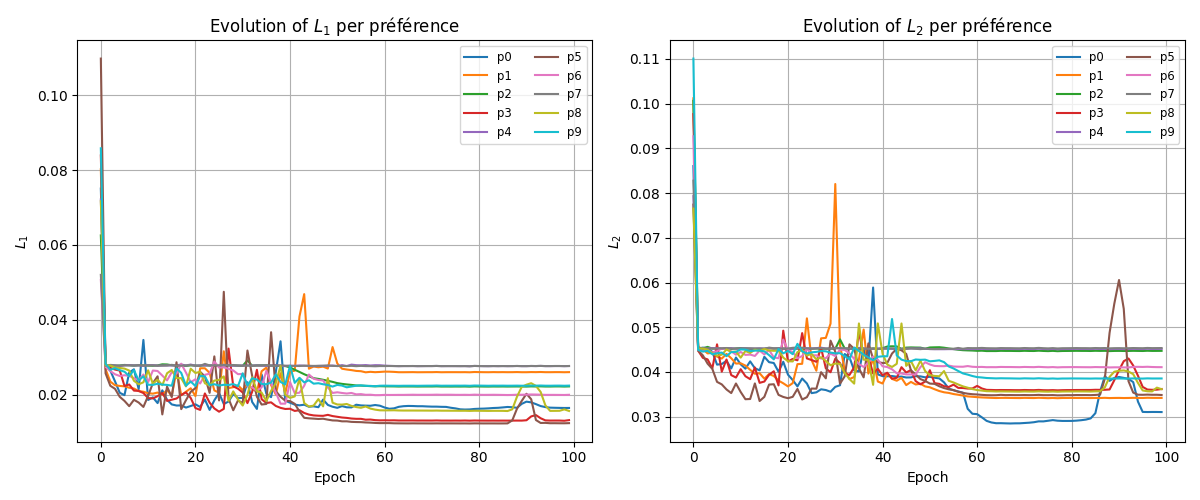 Evolution of L₁ per préférence
L₁
0.10
0.08
0.06
0.04
0.02
0 20 40 60 80 100
Epoch
p0 p5
p1 p6
p2 p7
p3 p8
p4 p9
Evolution of L₂ per préférence
L₂
0.11
0.10
0.09
0.08
0.07
0.06
0.05
0.04
0.03
0 20 40 60 80 100
Epoch
p0 p5
p1 p6
p2 p7
p3 p8
p4 p9